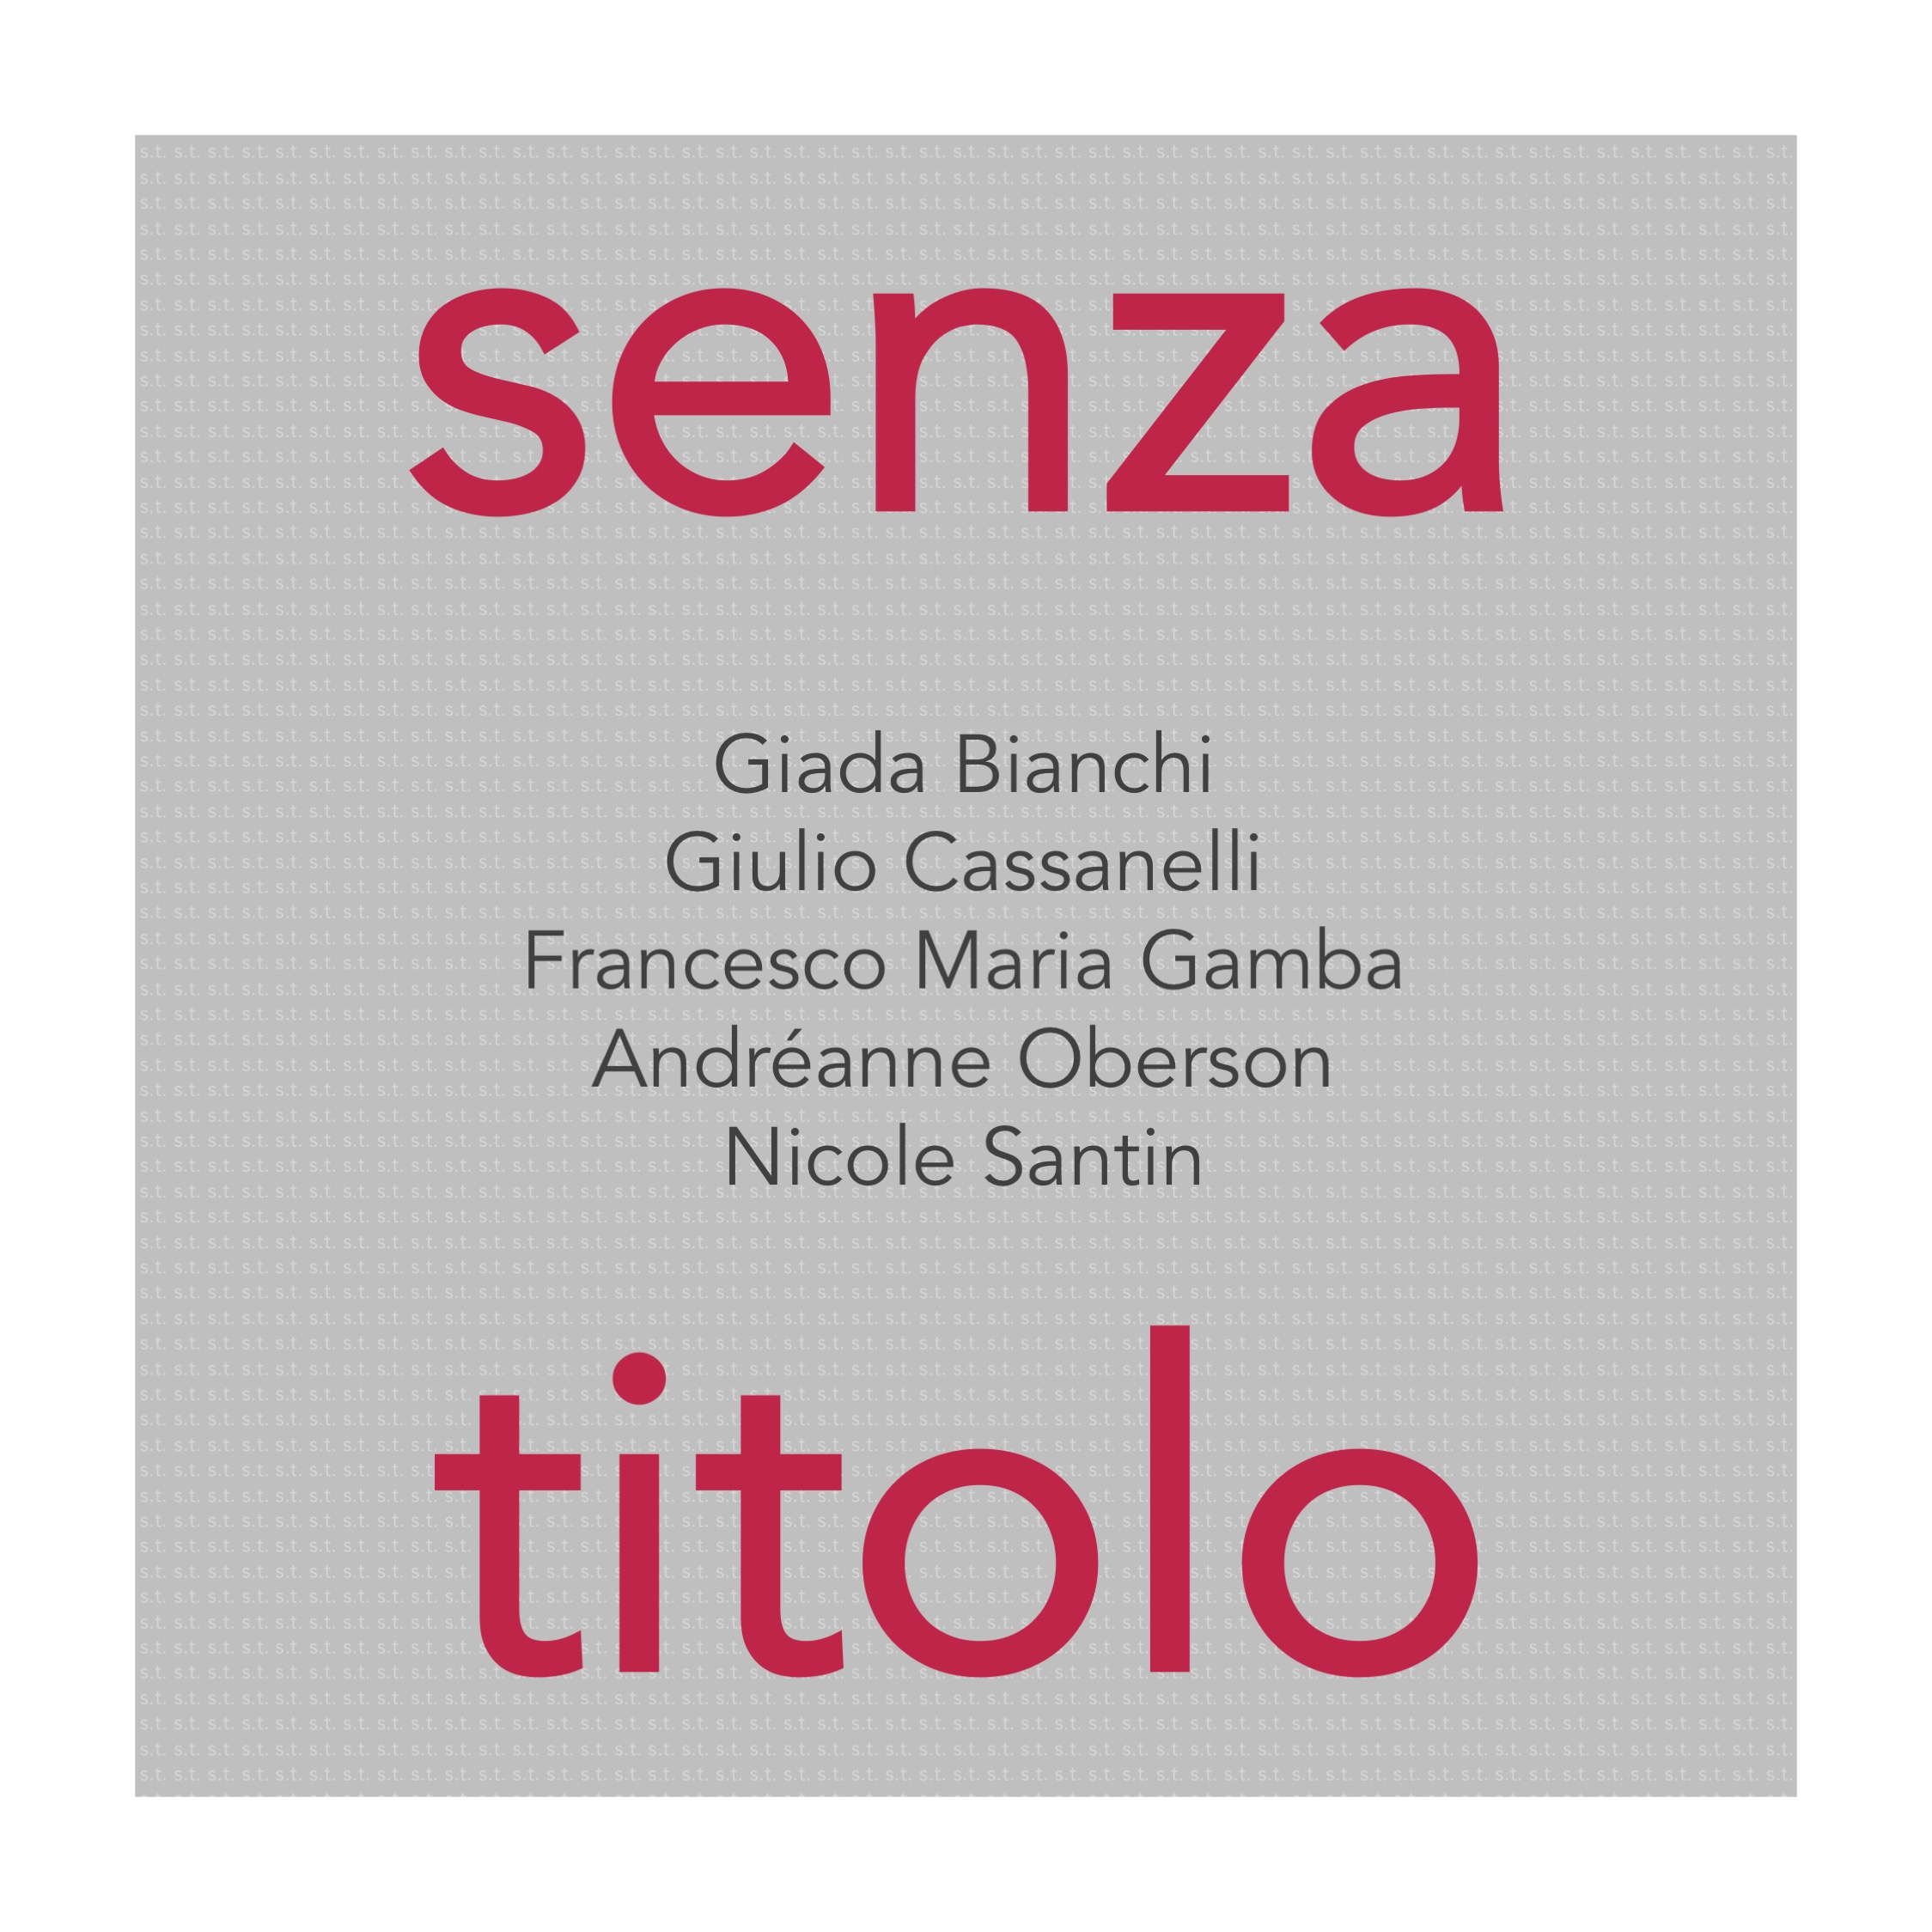 senza
Giada Bianchi
Giulio Cassanelli
Francesco Maria Gamba
Andréanne Oberson
Nicole Santin
titolo
s.t. s.t. s.t. s.t. s.t. s.t. s.t. s.t. s.t. s.t. s.t. s.t. s.t. s.t. s.t. s.t. s.t. s.t. s.t. s.t. s.t. s.t. s.t. s.t. s.t. s.t. s.t. s.t. s.t. s.t. s.t. s.t. s.t. s.t. s.t. s.t. s.t. s.t. s.t. s.t. s.t. s.t. s.t. s.t. s.t. s.t. s.t. s.t. s.t.